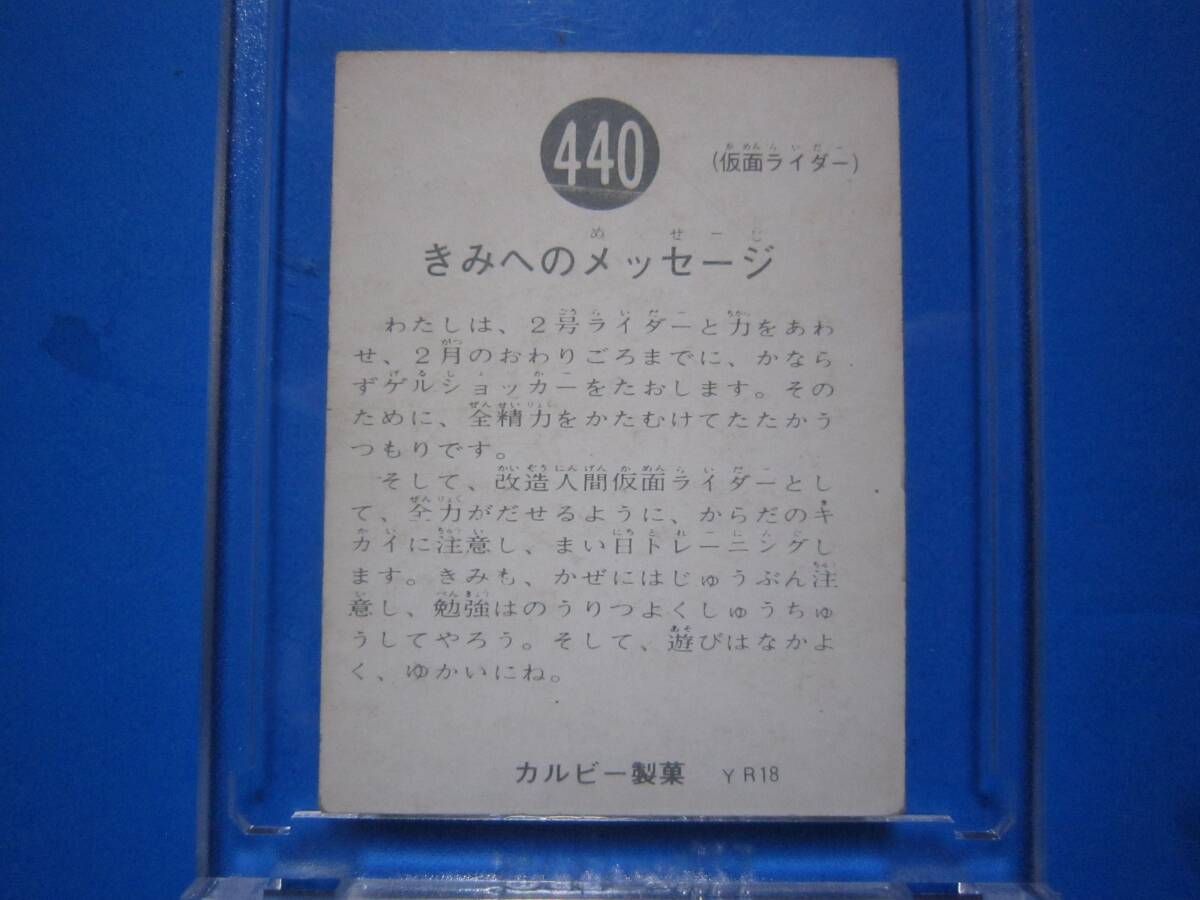 440
(仮面ライダー)
きみへのメッセージ
わたしは、2号ライダーと力をあわ
せ、2月のおわりごろまでに、かなら
ずゲルショッカーをたおします。その
ために、全精力をかたむけてたたかう
つもりです。
そして、改造人間仮面ライダーとし
て、全力がだせるように、からだのキ
カイに注意し、まい日トレーニングし
ます。きみも、かぜにはじゅうぶん注
意し、勉強はのうりつよくしゅうちゅ
うしてやろう。そして、遊びはなかよ
く、ゆかいにね。
カルビー製菓 YR18